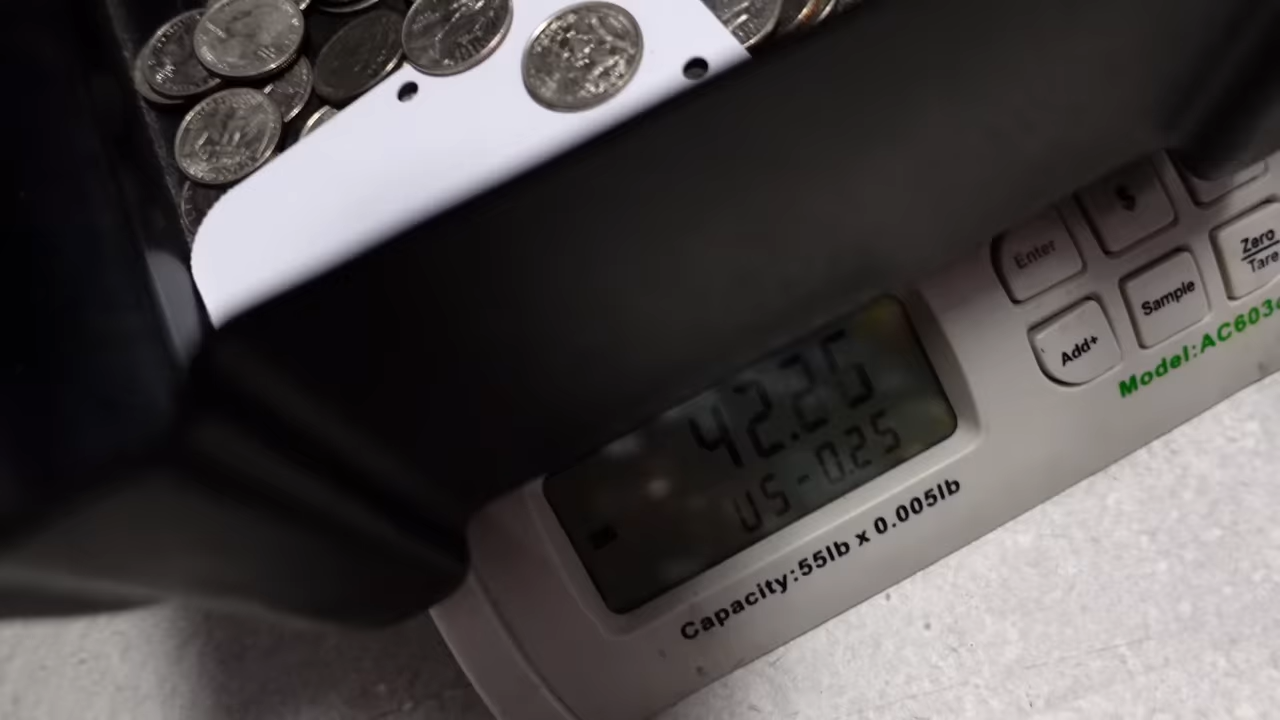 $
Enter
Zero
Tare
Sample
Add+
Model:AC603
42.25
US-0.25
Capacity:55lb x 0.005lb